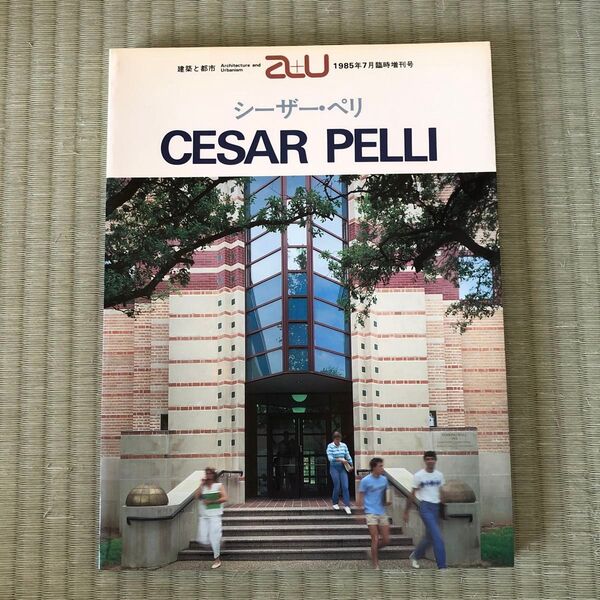 建築と都市 Architecture and Urbanism a+u 1985年7月臨時増刊号
シーザー・ペリ
CESAR PELLI